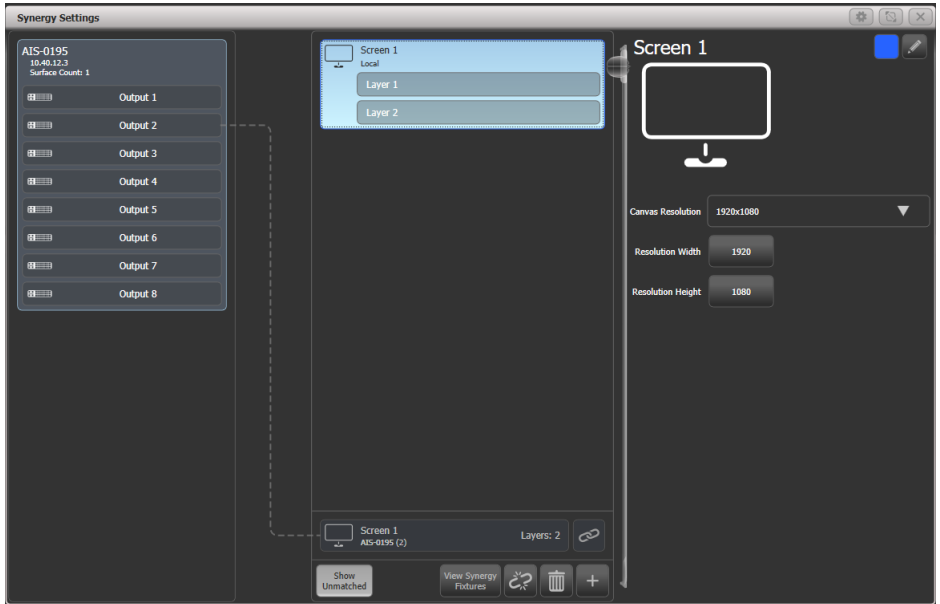 Synergy Settings
AIS-0195
10.40.12.3
Surface Count: 1
Output 1
Output 2
Output 3
Output 4
Output 5
Output 6
Output 7
Output 8
Screen 1
Local
Layer 1
Layer 2
Screen 1
AIS-0195 (2)
Layers: 2
Show
Unmatched
View Synergy
Fixtures
Screen 1
Canvas Resolution 1920x1080
Resolution Width 1920
Resolution Height 1080